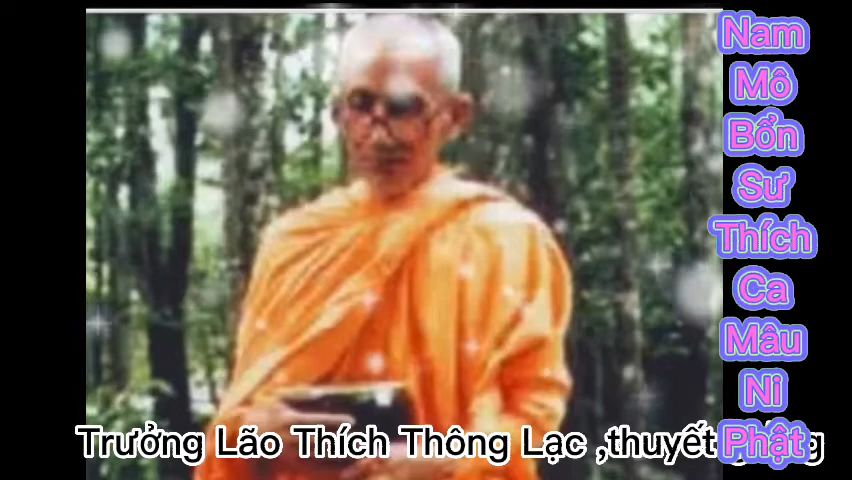 Nam
Mô
Bổn
Sư
Thích
Ca
Mâu
Ni
Phật
Trưởng Lão Thích Thông Lạc ,thuyết